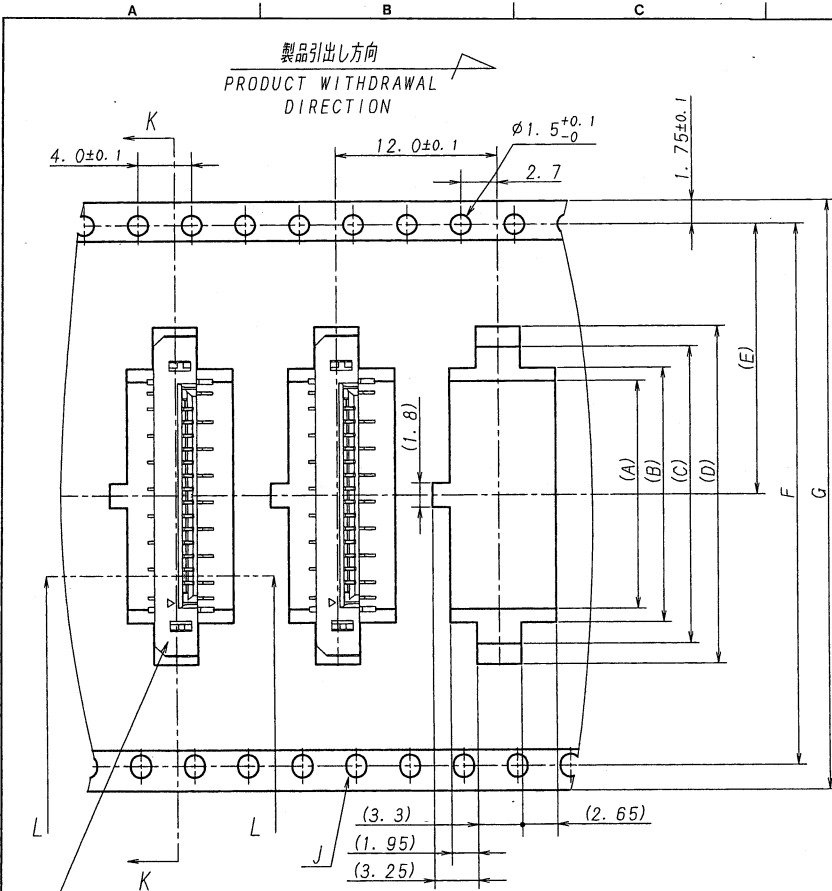 A B C
製品引出し方向
PRODUCT WITHDRAWAL
DIRECTION
K
4.0±0.1
12.0±0.1
φ1.5+0.1 -0
2.7
1.75±0.1
(1.8)
(A)
(B)
(C)
(D)
(E)
F
G
L
L
K
J
(3.3)
(2.65)
(1.95)
(3.25)